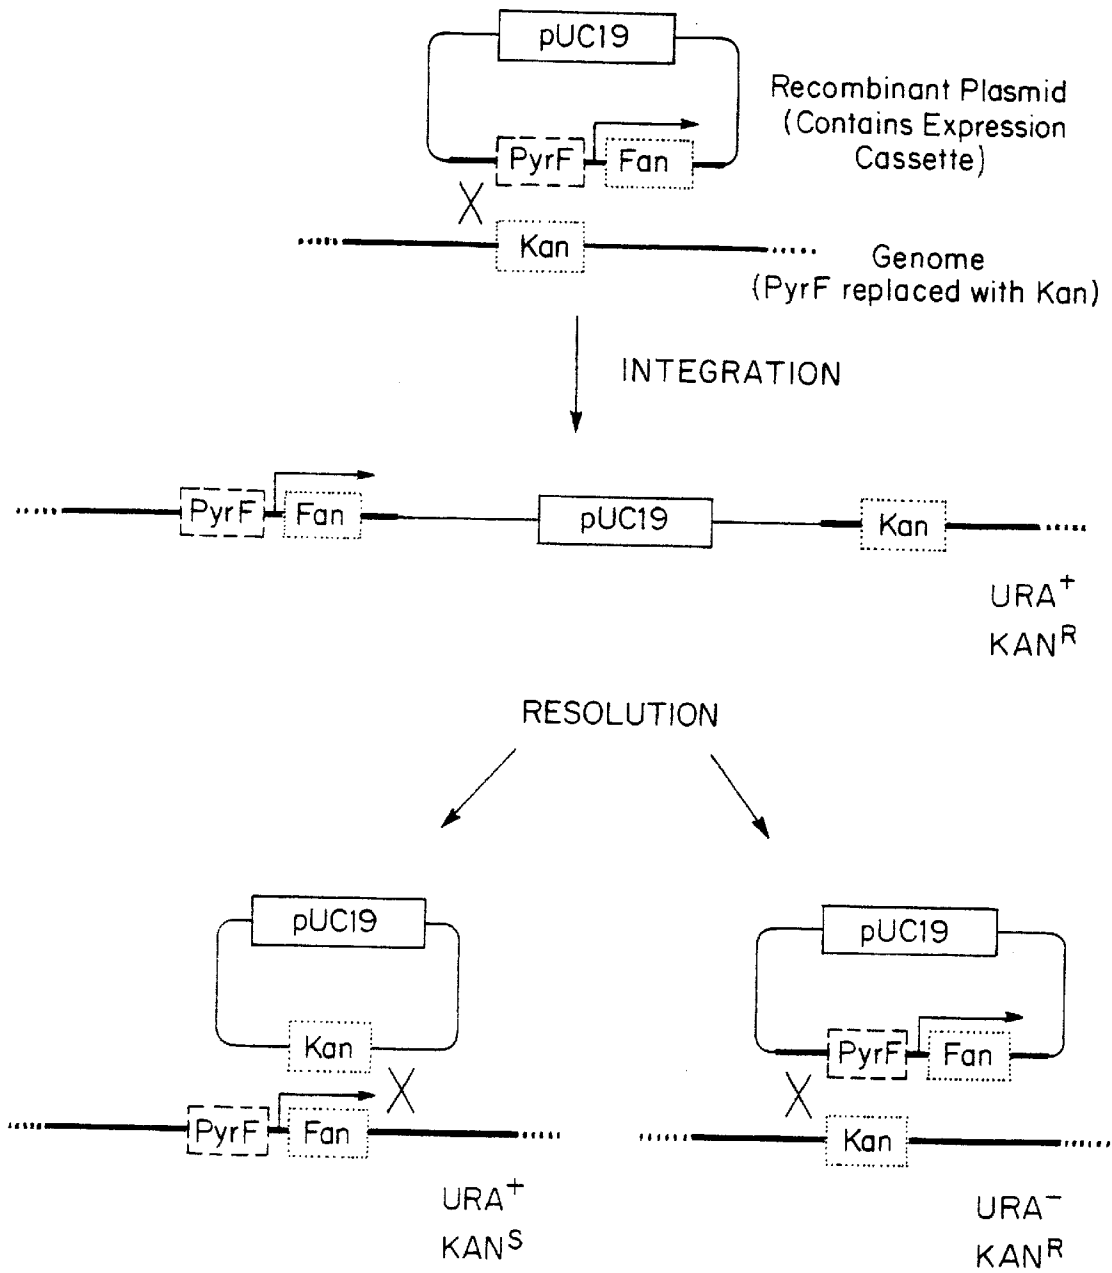 pUC19
Recombinant Plasmid
(Contains Expression
Cassette)
PyrF Fan
X
Kan
Genome
(PyrF replaced with Kan)
INTEGRATION
PyrF Fan pUC19 Kan
URA+
KANR
RESOLUTION
pUC19
Kan
X
PyrF Fan
URA+
KANS
pUC19
PyrF Fan
X
Kan
URA−
KANR